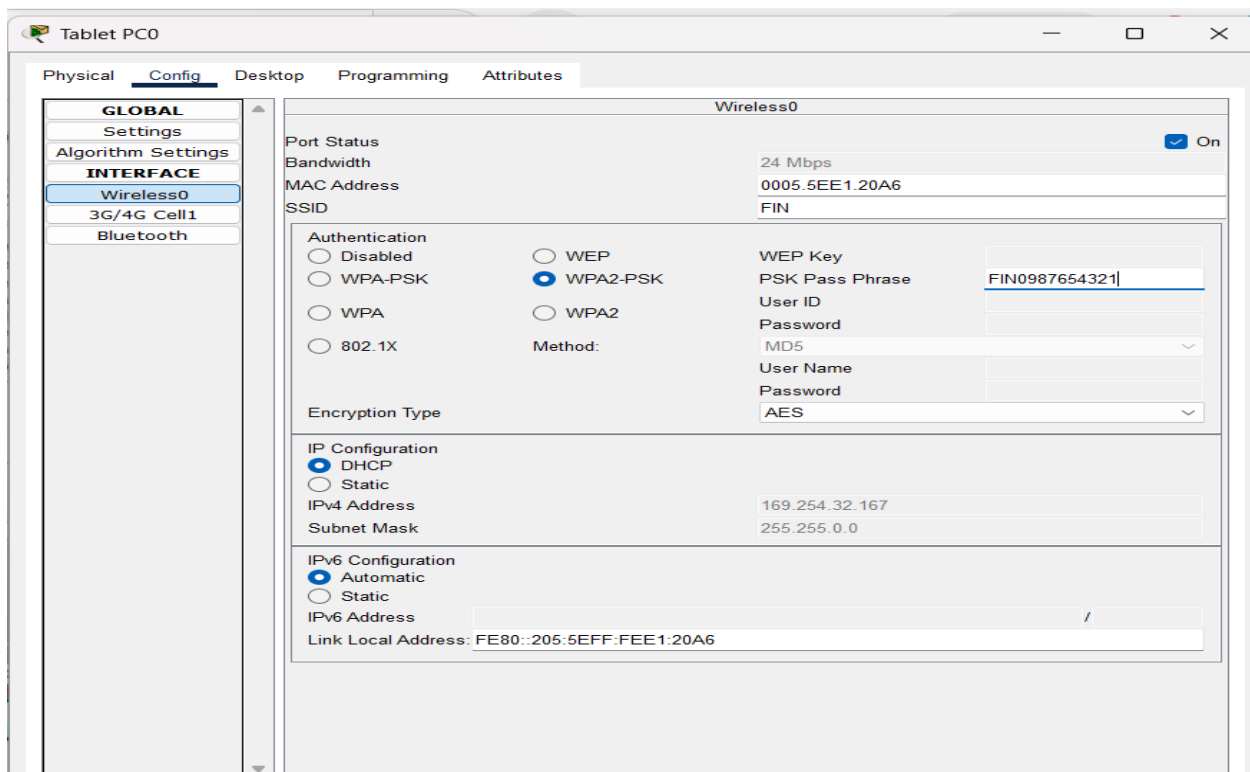 Tablet PC0
Physical Config Desktop Programming Attributes
GLOBAL
Settings
Algorithm Settings
INTERFACE
Wireless0
3G/4G Cell1
Bluetooth
Wireless0
Port Status On
Bandwidth 24 Mbps
MAC Address 0005.5EE1.20A6
SSID FIN
Authentication
Disabled WEP WEP Key
WPA-PSK WPA2-PSK PSK Pass Phrase FIN0987654321
User ID
WPA WPA2
Password
802.1X Method: MD5
User Name
Password
Encryption Type AES
IP Configuration
DHCP
Static
IPv4 Address 169.254.32.167
Subnet Mask 255.255.0.0
IPv6 Configuration
Automatic
Static
IPv6 Address /
Link Local Address: FE80::205:5EFF:FEE1:20A6